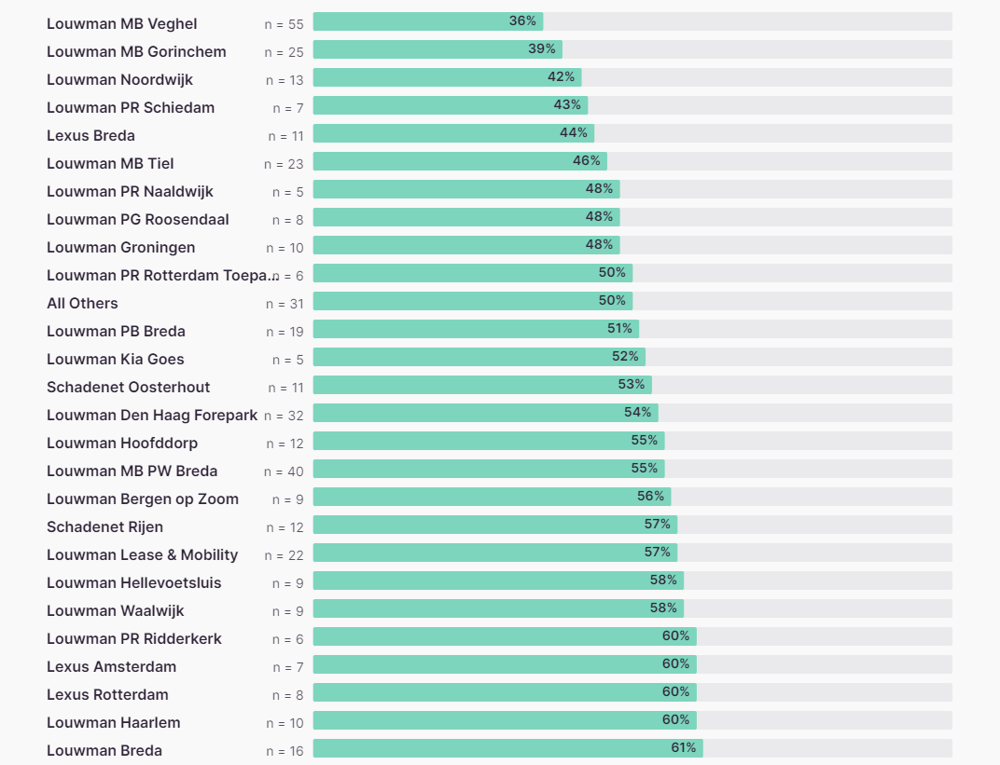 Louwman MB Veghel n = 55 36%
Louwman MB Gorinchem n = 25 39%
Louwman Noordwijk n = 13 42%
Louwman PR Schiedam n = 7 43%
Lexus Breda n = 11 44%
Louwman MB Tiel n = 23 46%
Louwman PR Naaldwijk n = 5 48%
Louwman PG Roosendaal n = 8 48%
Louwman Groningen n = 10 48%
Louwman PR Rotterdam Toepa... n = 6 50%
All Others n = 31 50%
Louwman PB Breda n = 19 51%
Louwman Kia Goes n = 5 52%
Schadenet Oosterhout n = 11 53%
Louwman Den Haag Forepark n = 32 54%
Louwman Hoofddorp n = 12 55%
Louwman MB PW Breda n = 40 55%
Louwman Bergen op Zoom n = 9 56%
Schadenet Rijen n = 12 57%
Louwman Lease & Mobility n = 22 57%
Louwman Hellevoetsluis n = 9 58%
Louwman Waalwijk n = 9 58%
Louwman PR Ridderkerk n = 6 60%
Lexus Amsterdam n = 7 60%
Lexus Rotterdam n = 8 60%
Louwman Haarlem n = 10 60%
Louwman Breda n = 16 61%